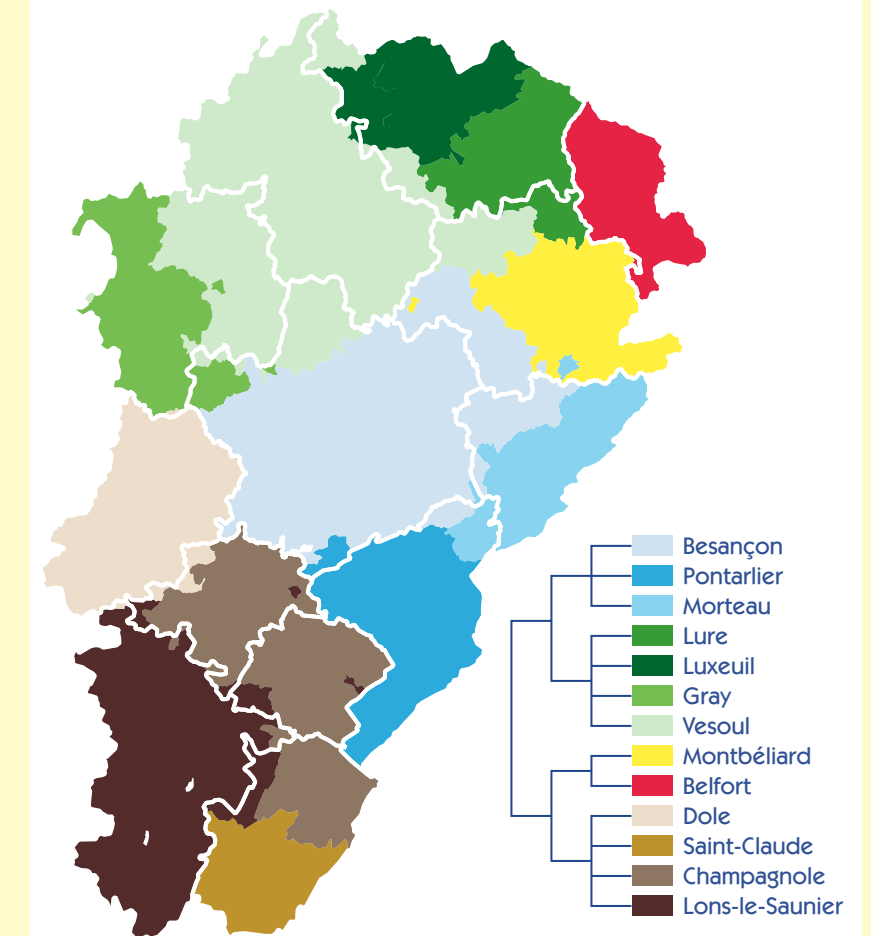 Besançon
Pontarlier
Morteau
Lure
Luxeuil
Gray
Vesoul
Montbéliard
Belfort
Dole
Saint-Claude
Champagnole
Lons-le-Saunier